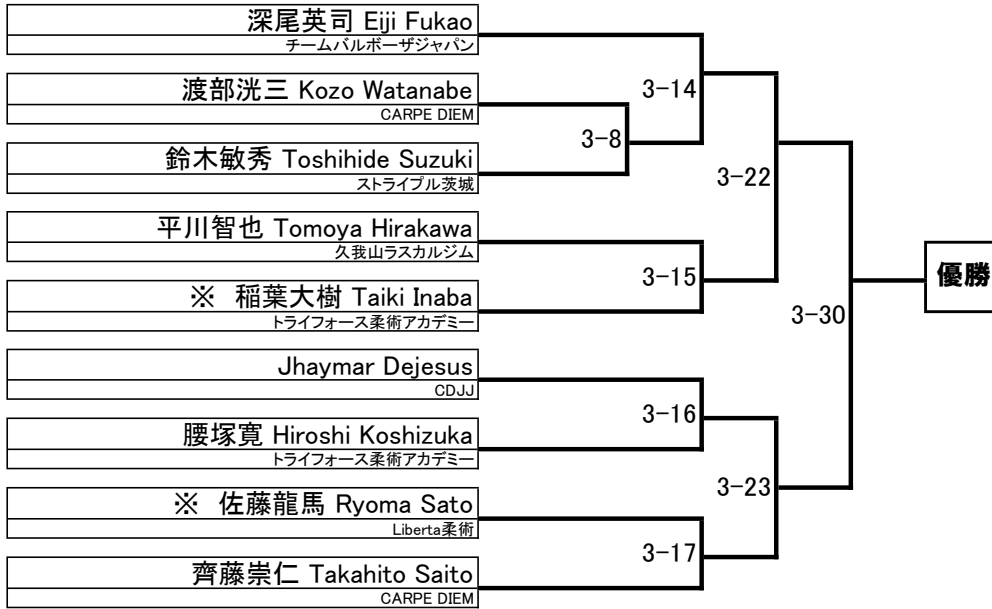 深尾英司 Eiji Fukao
チームバルボーザジャパン
渡部洸三 Kozo Watanabe
CARPE DIEM
鈴木敏秀 Toshihide Suzuki
ストライプル茨城
平川智也 Tomoya Hirakawa
久我山ラスカルジム
※　稲葉大樹 Taiki Inaba
トライフォース柔術アカデミー
Jhaymar Dejesus
CDJJ
腰塚寛 Hiroshi Koshizuka
トライフォース柔術アカデミー
※　佐藤龍馬 Ryoma Sato
Liberta柔術
齊藤崇仁 Takahito Saito
CARPE DIEM
3-8
3-14
3-15
3-16
3-17
3-22
3-23
3-30
優勝